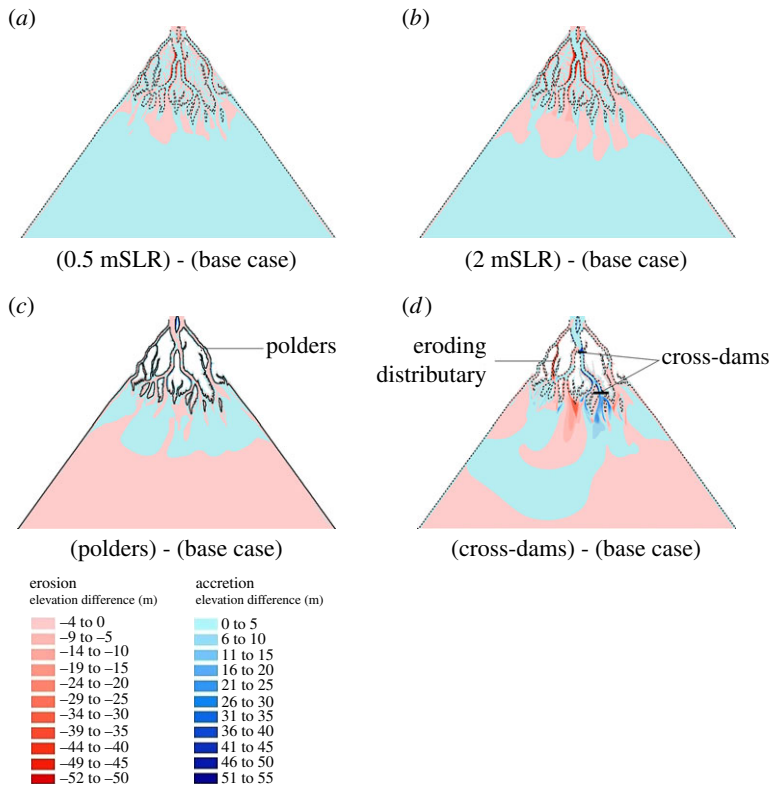 (a)
(b)
(0.5 mSLR) - (base case)
(2 mSLR) - (base case)
(c)
(d)
polders
eroding
distributary
cross-dams
(polders) - (base case)
(cross-dams) - (base case)
erosion
elevation difference (m)
–4 to 0
–9 to –5
–14 to –10
–19 to –15
–24 to –20
–29 to –25
–34 to –30
–39 to –35
–44 to –40
–49 to –45
–52 to –50
accretion
elevation difference (m)
0 to 5
6 to 10
11 to 15
16 to 20
21 to 25
26 to 30
31 to 35
36 to 40
41 to 45
46 to 50
51 to 55